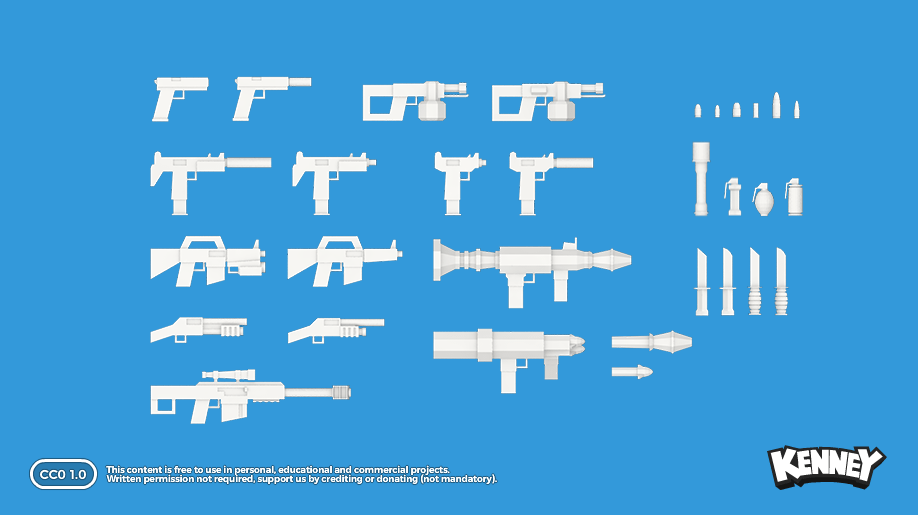 CC0 1.0
This content is free to use in personal, educational and commercial projects.
Written permission not required, support us by crediting or donating (not mandatory).
KENNEY